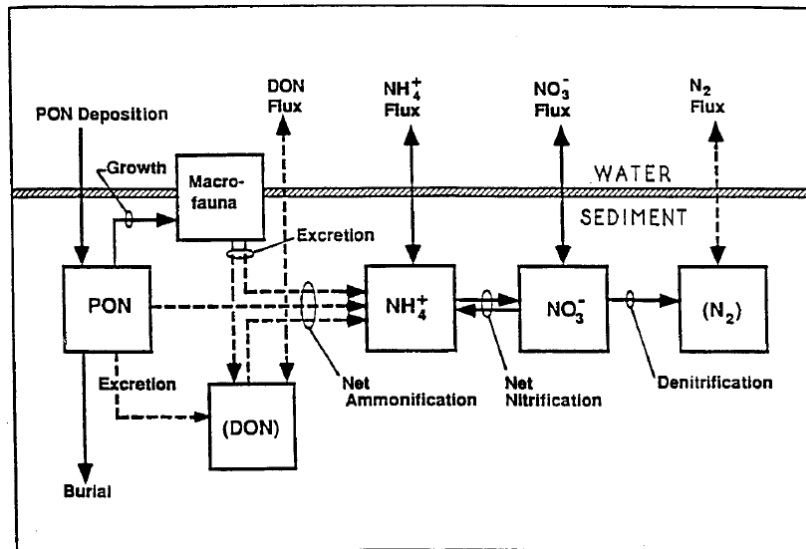 DON
Flux
NH₄⁺
Flux
NO₃⁻
Flux
N₂
Flux
PON Deposition
Growth
Macro-
fauna
WATER
SEDIMENT
Excretion
PON
NH₄⁺
NO₃⁻
(N₂)
Excretion
(DON)
Net
Ammonification
Net
Nitrification
Denitrification
Burial